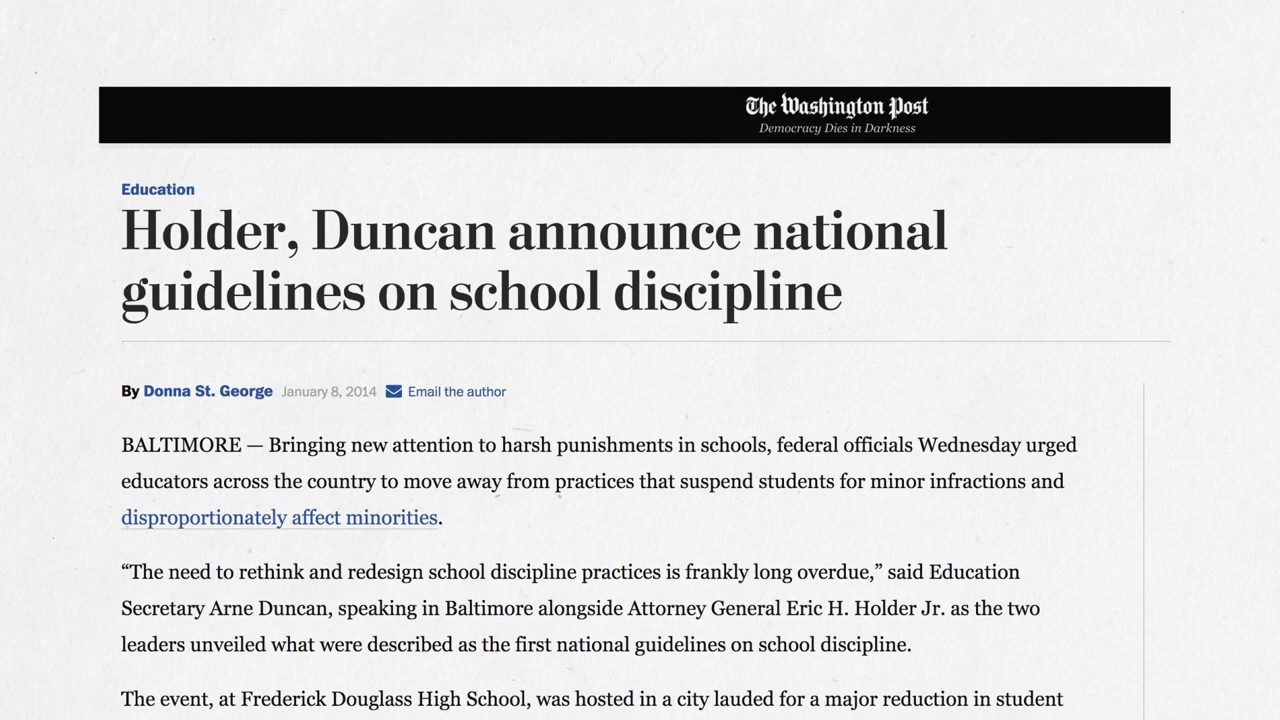 The Washington Post
Democracy Dies in Darkness
Education
Holder, Duncan announce national
guidelines on school discipline
By Donna St. George January 8, 2014 Email the author
BALTIMORE — Bringing new attention to harsh punishments in schools, federal officials Wednesday urged
educators across the country to move away from practices that suspend students for minor infractions and
disproportionately affect minorities.
“The need to rethink and redesign school discipline practices is frankly long overdue,” said Education
Secretary Arne Duncan, speaking in Baltimore alongside Attorney General Eric H. Holder Jr. as the two
leaders unveiled what were described as the first national guidelines on school discipline.
The event, at Frederick Douglass High School, was hosted in a city lauded for a major reduction in student